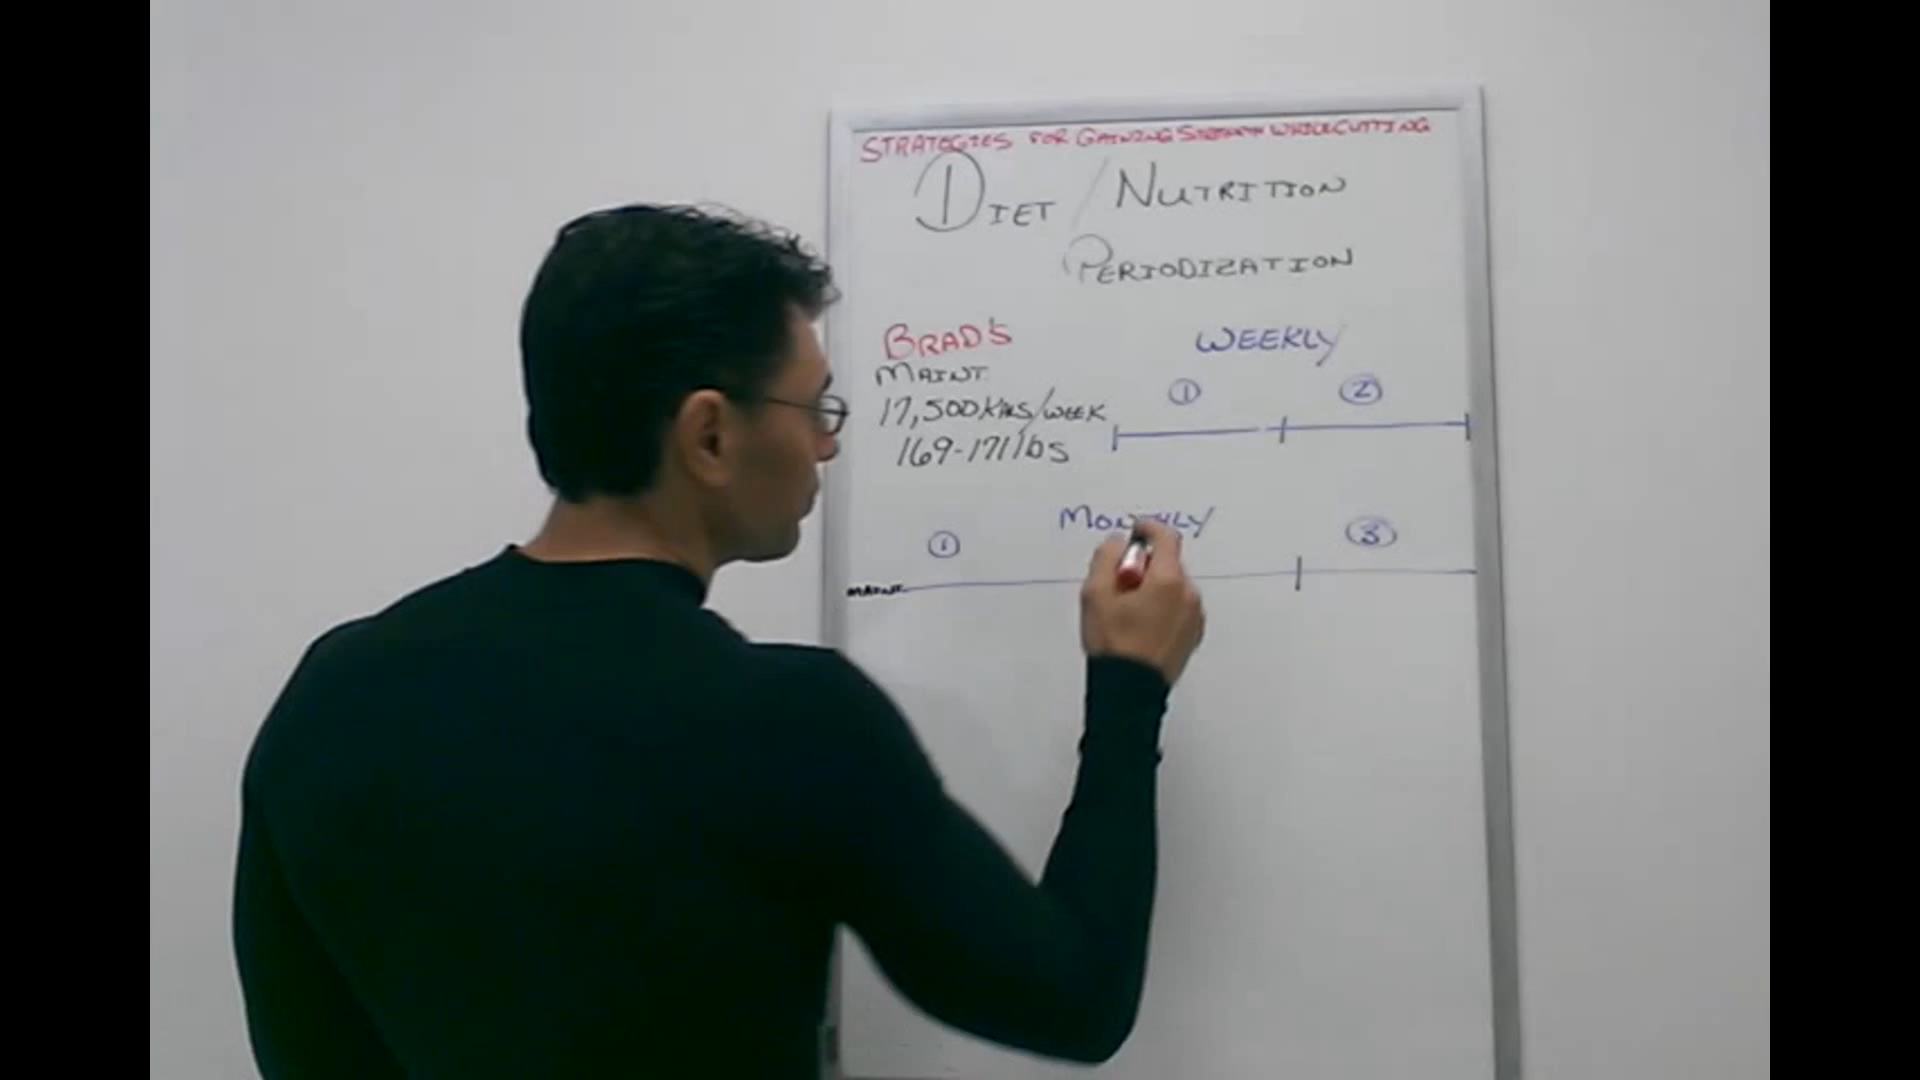 STRATEGIES FOR GAINING STRENGTH WHILE CUTTING
DIET / NUTRITION
PERIODIZATION
BRAD'S
MAINT.
17,500 KCALS/WEEK
169-171 lbs
WEEKLY
1 2
MONTHLY
1 3
MAINT.